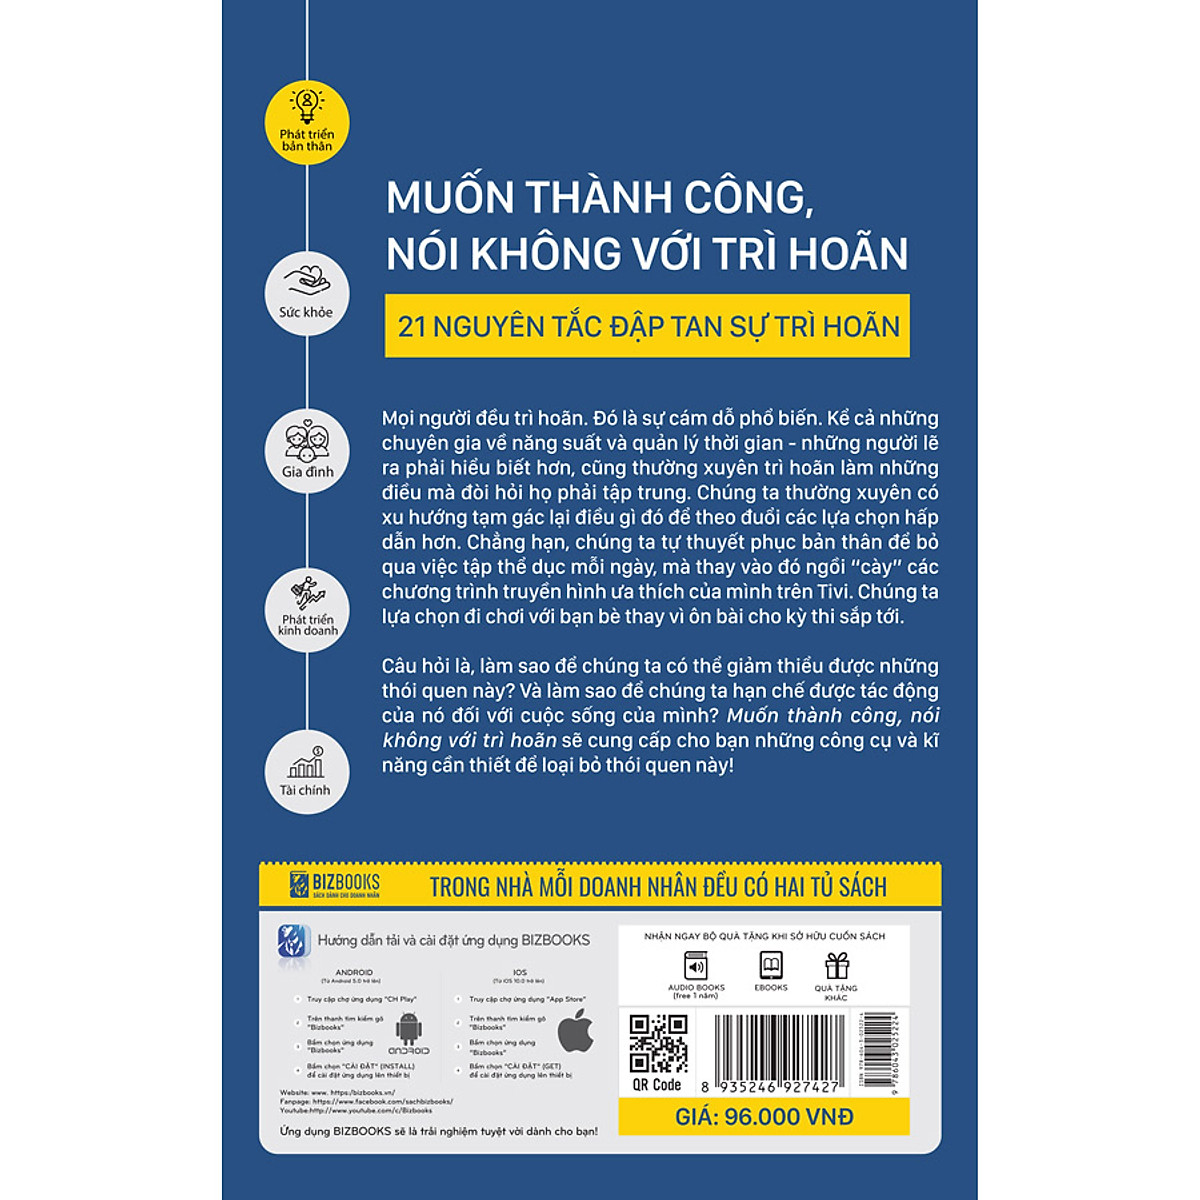 Phát triển
bản thân
Sức khỏe
Gia đình
Phát triển
kinh doanh
Tài chính
MUỐN THÀNH CÔNG,
NÓI KHÔNG VỚI TRÌ HOÃN
21 NGUYÊN TẮC ĐẬP TAN SỰ TRÌ HOÃN
Mọi người đều trì hoãn. Đó là sự cám dỗ phổ biến. Kể cả những
chuyên gia về năng suất và quản lý thời gian - những người lẽ
ra phải hiểu biết hơn, cũng thường xuyên trì hoãn làm những
điều mà đòi hỏi họ phải tập trung. Chúng ta thường xuyên có
xu hướng tạm gác lại điều gì đó để theo đuổi các lựa chọn hấp
dẫn hơn. Chẳng hạn, chúng ta tự thuyết phục bản thân để bỏ
qua việc tập thể dục mỗi ngày, mà thay vào đó ngồi “cày” các
chương trình truyền hình ưa thích của mình trên Tivi. Chúng ta
lựa chọn đi chơi với bạn bè thay vì ôn bài cho kỳ thi sắp tới.
Câu hỏi là, làm sao để chúng ta có thể giảm thiểu được những
thói quen này? Và làm sao để chúng ta hạn chế được tác động
của nó đối với cuộc sống của mình? Muốn thành công, nói
không với trì hoãn sẽ cung cấp cho bạn những công cụ và kĩ
năng cần thiết để loại bỏ thói quen này!
BIZBOOKS
SÁCH DÀNH CHO DOANH NHÂN
TRONG NHÀ MỖI DOANH NHÂN ĐỀU CÓ HAI TỦ SÁCH
Hướng dẫn tải và cài đặt ứng dụng BIZBOOKS
ANDROID
(Từ Android 5.0 trở lên)
1 Truy cập chợ ứng dụng "CH Play"
2 Trên thanh tìm kiếm gõ
"Bizbooks"
3 Bấm chọn ứng dụng
"Bizbooks"
4 Bấm chọn "CÀI ĐẶT" (INSTALL)
để cài đặt ứng dụng lên thiết bị
ANDROID
IOS
(Từ iOS 10.0 trở lên)
1 Truy cập chợ ứng dụng "App Store"
2 Trên thanh tìm kiếm gõ
"Bizbooks"
3 Bấm chọn ứng dụng
"Bizbooks"
4 Bấm chọn "CÀI ĐẶT" (GET)
để cài đặt ứng dụng lên thiết bị
Website: www. https:/bizbooks.vn/
Fanpage: https://www.facebook.com/sachbizbooks/
Youtube:http://www.youtube.com/c/Bizbooks
Ứng dụng BIZBOOKS sẽ là trải nghiệm tuyệt vời dành cho bạn!
NHẬN NGAY BỘ QUÀ TẶNG KHI SỞ HỮU CUỐN SÁCH
AUDIO BOOKS
(free 1 năm)
EBOOKS
QUÀ TẶNG
KHÁC
QR Code
8 935246 927427
ISBN: 978-604-3-02522-4
9 786043 025224
GIÁ: 96.000 VNĐ